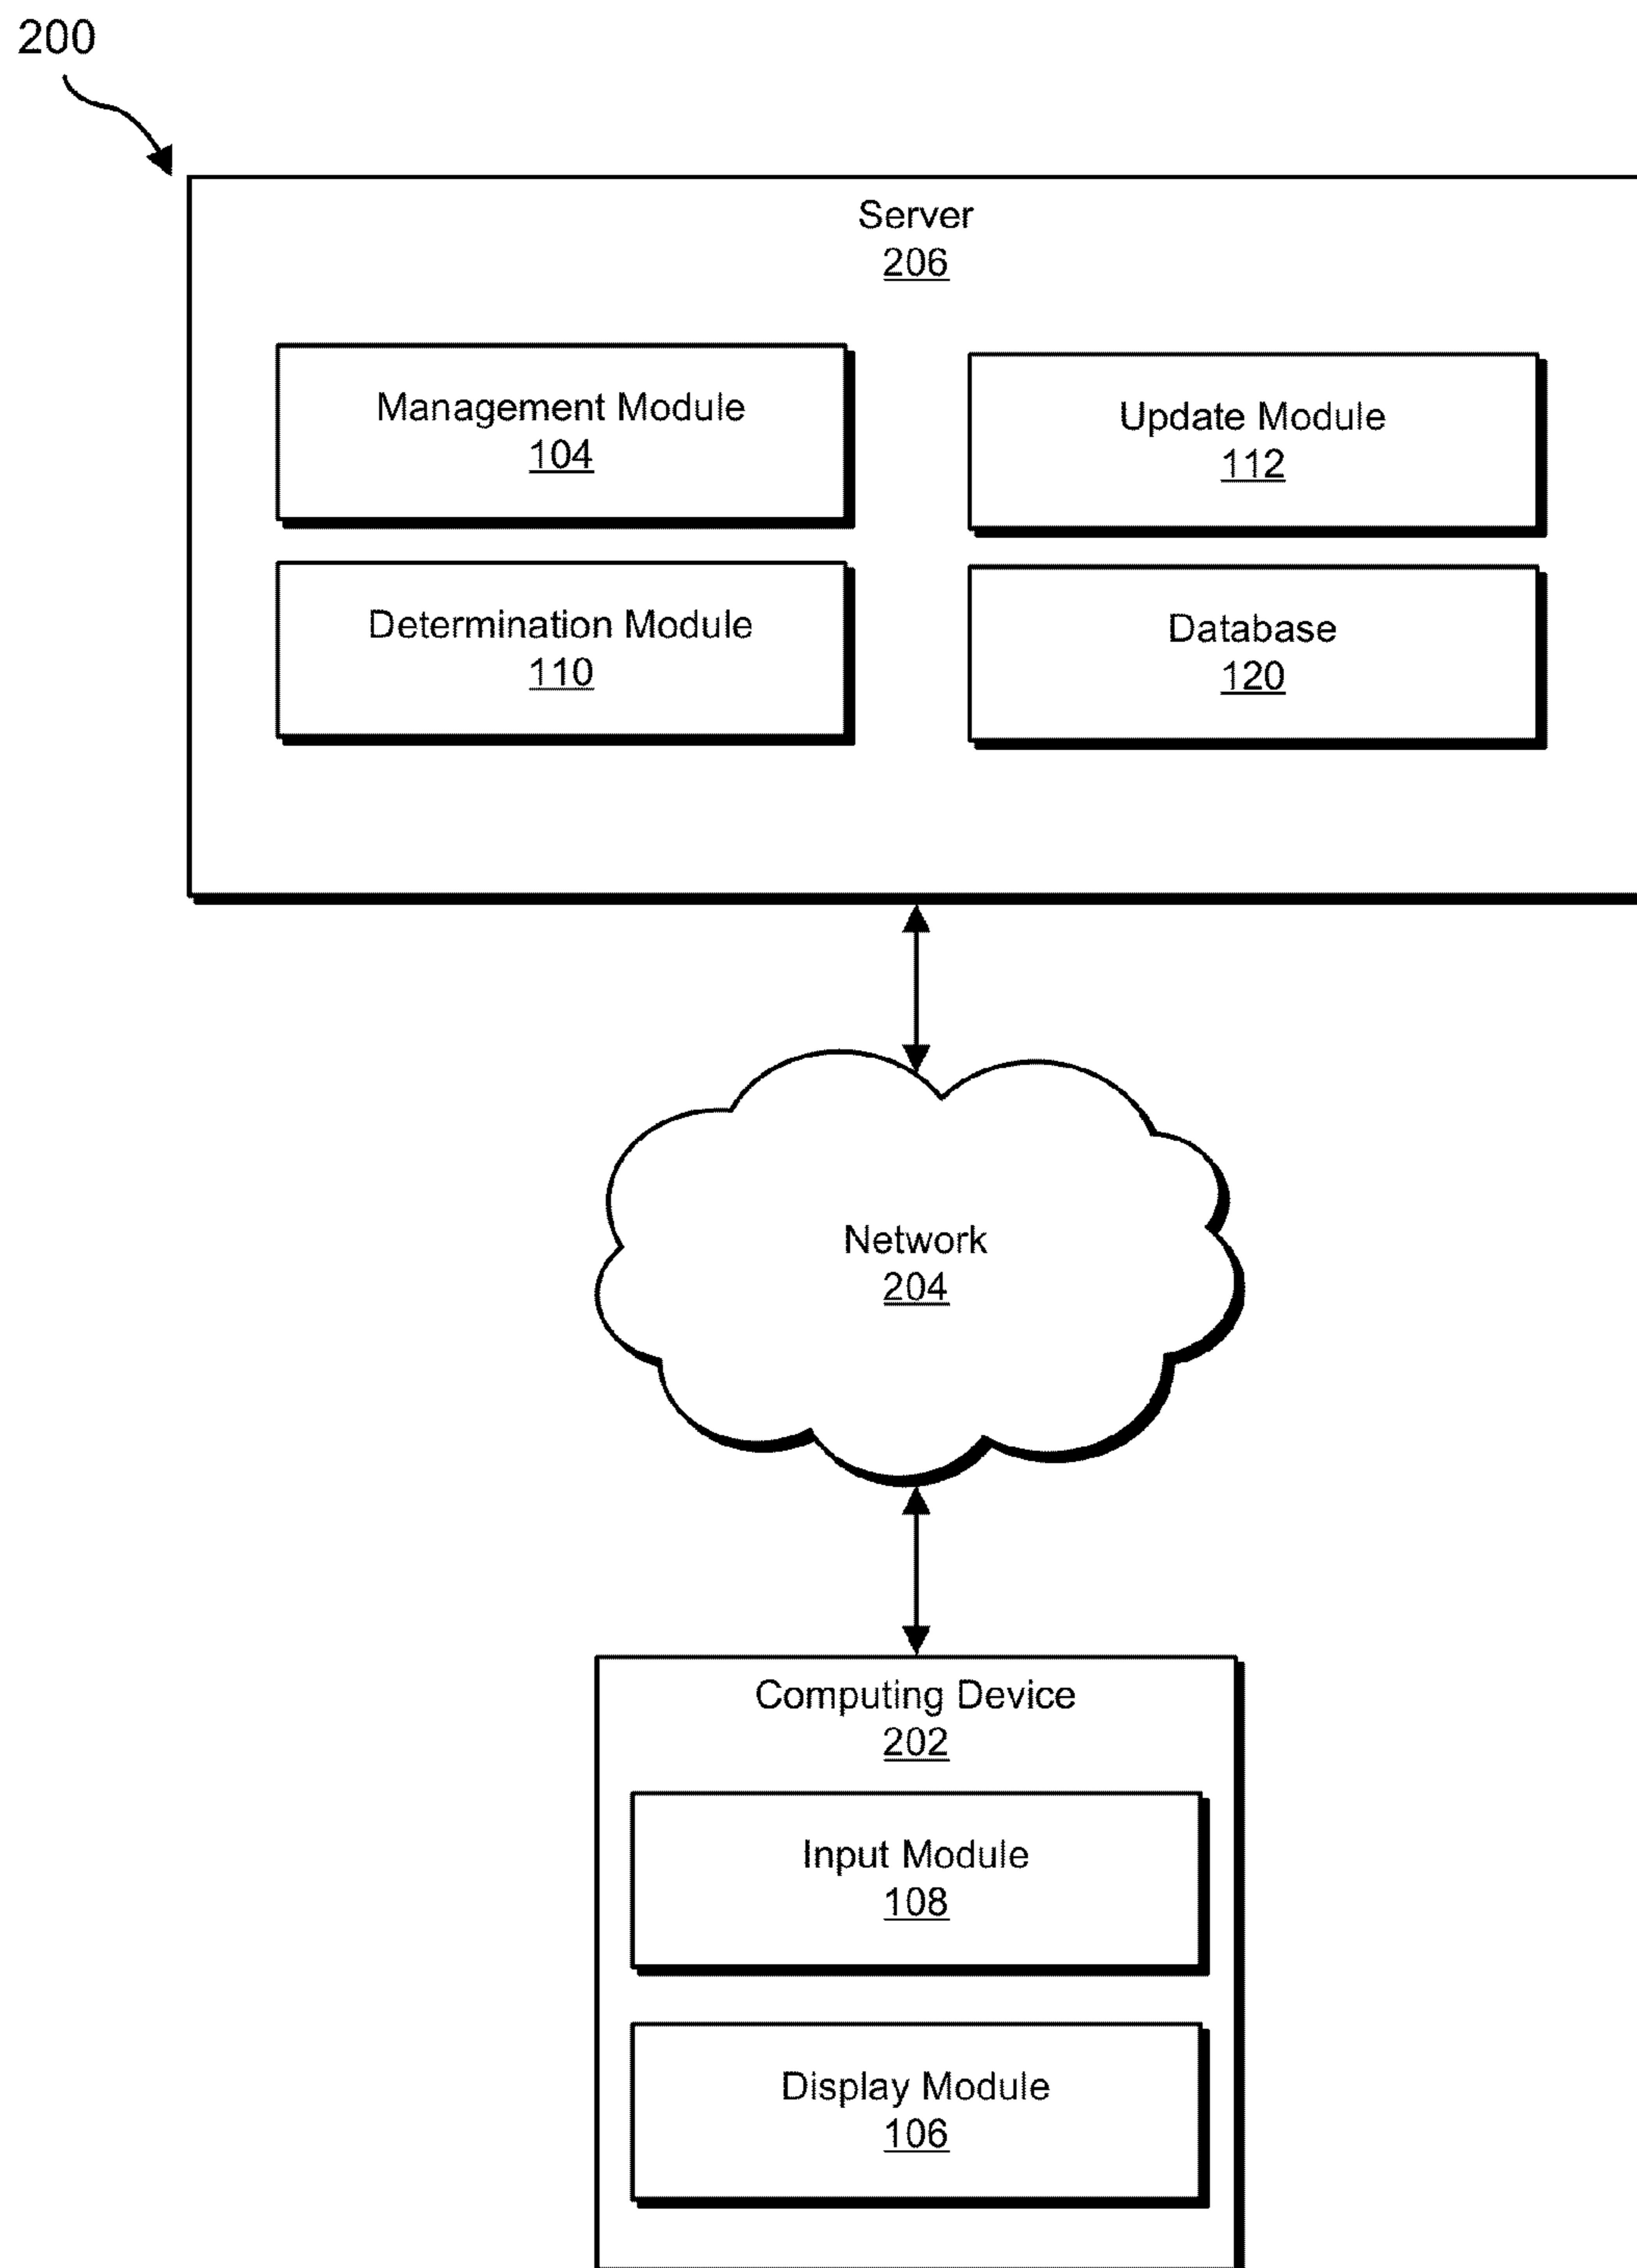 200
Server
206
Management Module
104
Update Module
112
Determination Module
110
Database
120
Network
204
Computing Device
202
Input Module
108
Display Module
106